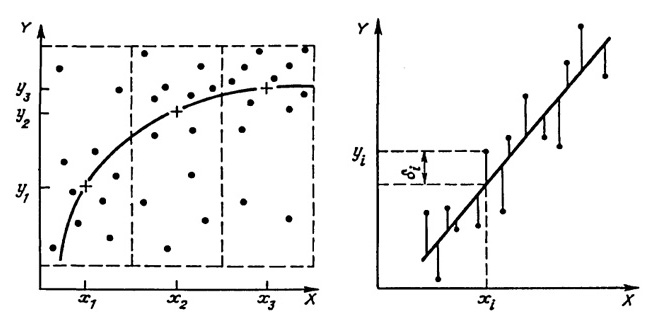 Y
y₃
y₂
y₁
x₁
x₂
x₃
X
Y
yᵢ
δᵢ
xᵢ
X